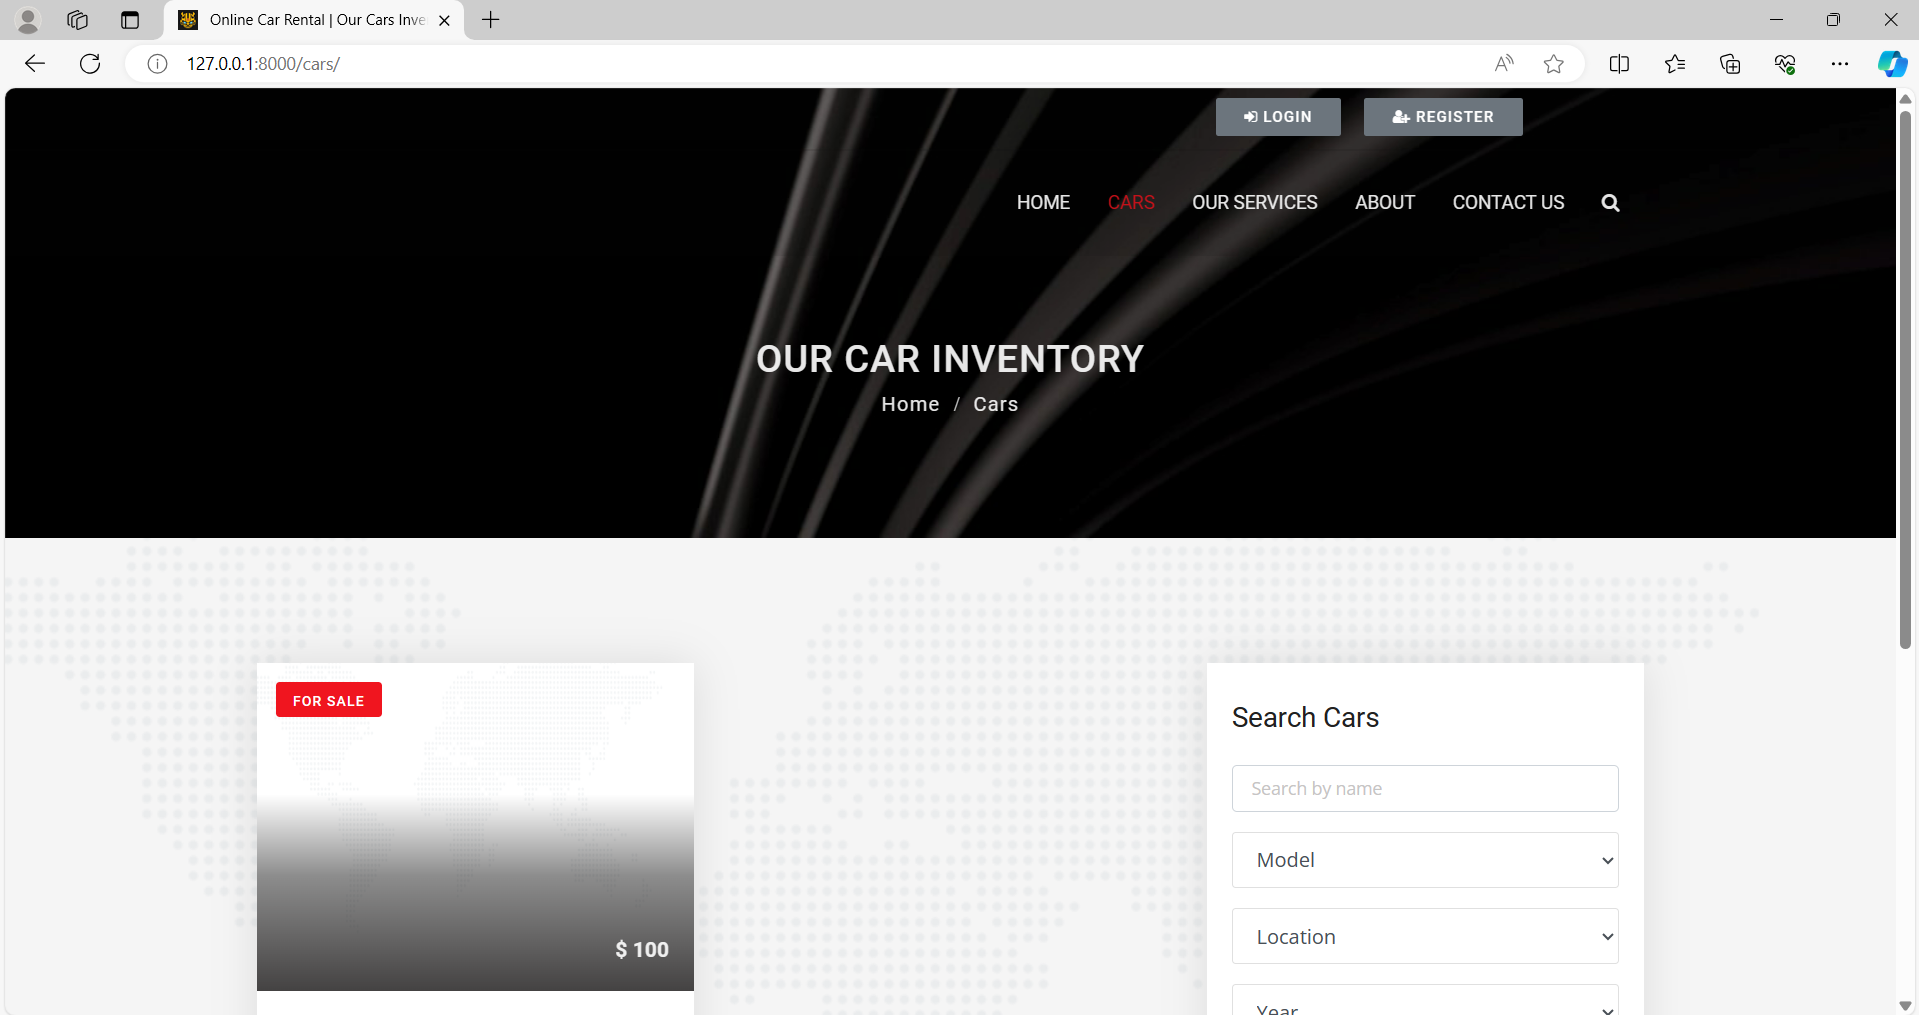 Online Car Rental | Our Cars Inve
127.0.0.1:8000/cars/
LOGIN
REGISTER
HOME CARS OUR SERVICES ABOUT CONTACT US
OUR CAR INVENTORY
Home / Cars
FOR SALE
$ 100
Search Cars
Search by name
Model
Location
Year